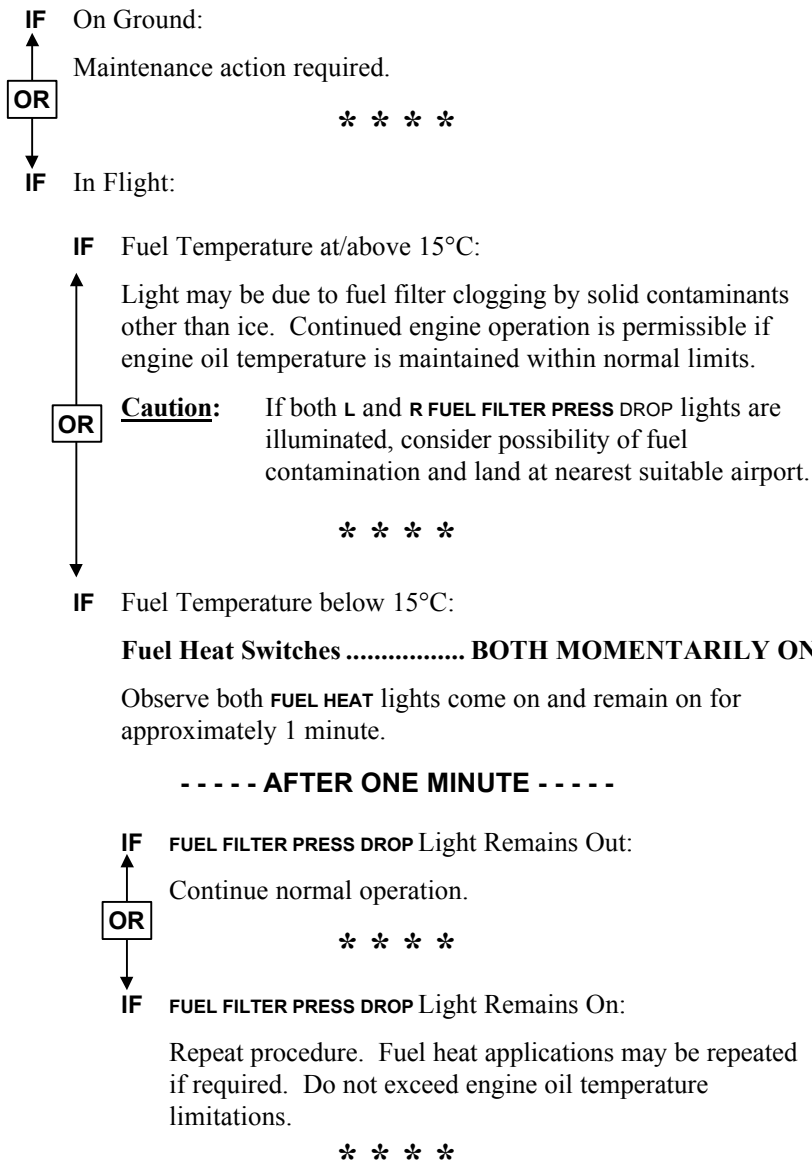 IF On Ground:
Maintenance action required.
OR
* * * *
IF In Flight:
IF Fuel Temperature at/above 15°C:
Light may be due to fuel filter clogging by solid contaminants
other than ice. Continued engine operation is permissible if
engine oil temperature is maintained within normal limits.
OR
Caution: If both L and R FUEL FILTER PRESS DROP lights are
illuminated, consider possibility of fuel
contamination and land at nearest suitable airport.
* * * *
IF Fuel Temperature below 15°C:
Fuel Heat Switches ................. BOTH MOMENTARILY ON
Observe both FUEL HEAT lights come on and remain on for
approximately 1 minute.
- - - - - AFTER ONE MINUTE - - - - -
IF FUEL FILTER PRESS DROP Light Remains Out:
Continue normal operation.
OR
* * * *
IF FUEL FILTER PRESS DROP Light Remains On:
Repeat procedure. Fuel heat applications may be repeated
if required. Do not exceed engine oil temperature
limitations.
* * * *